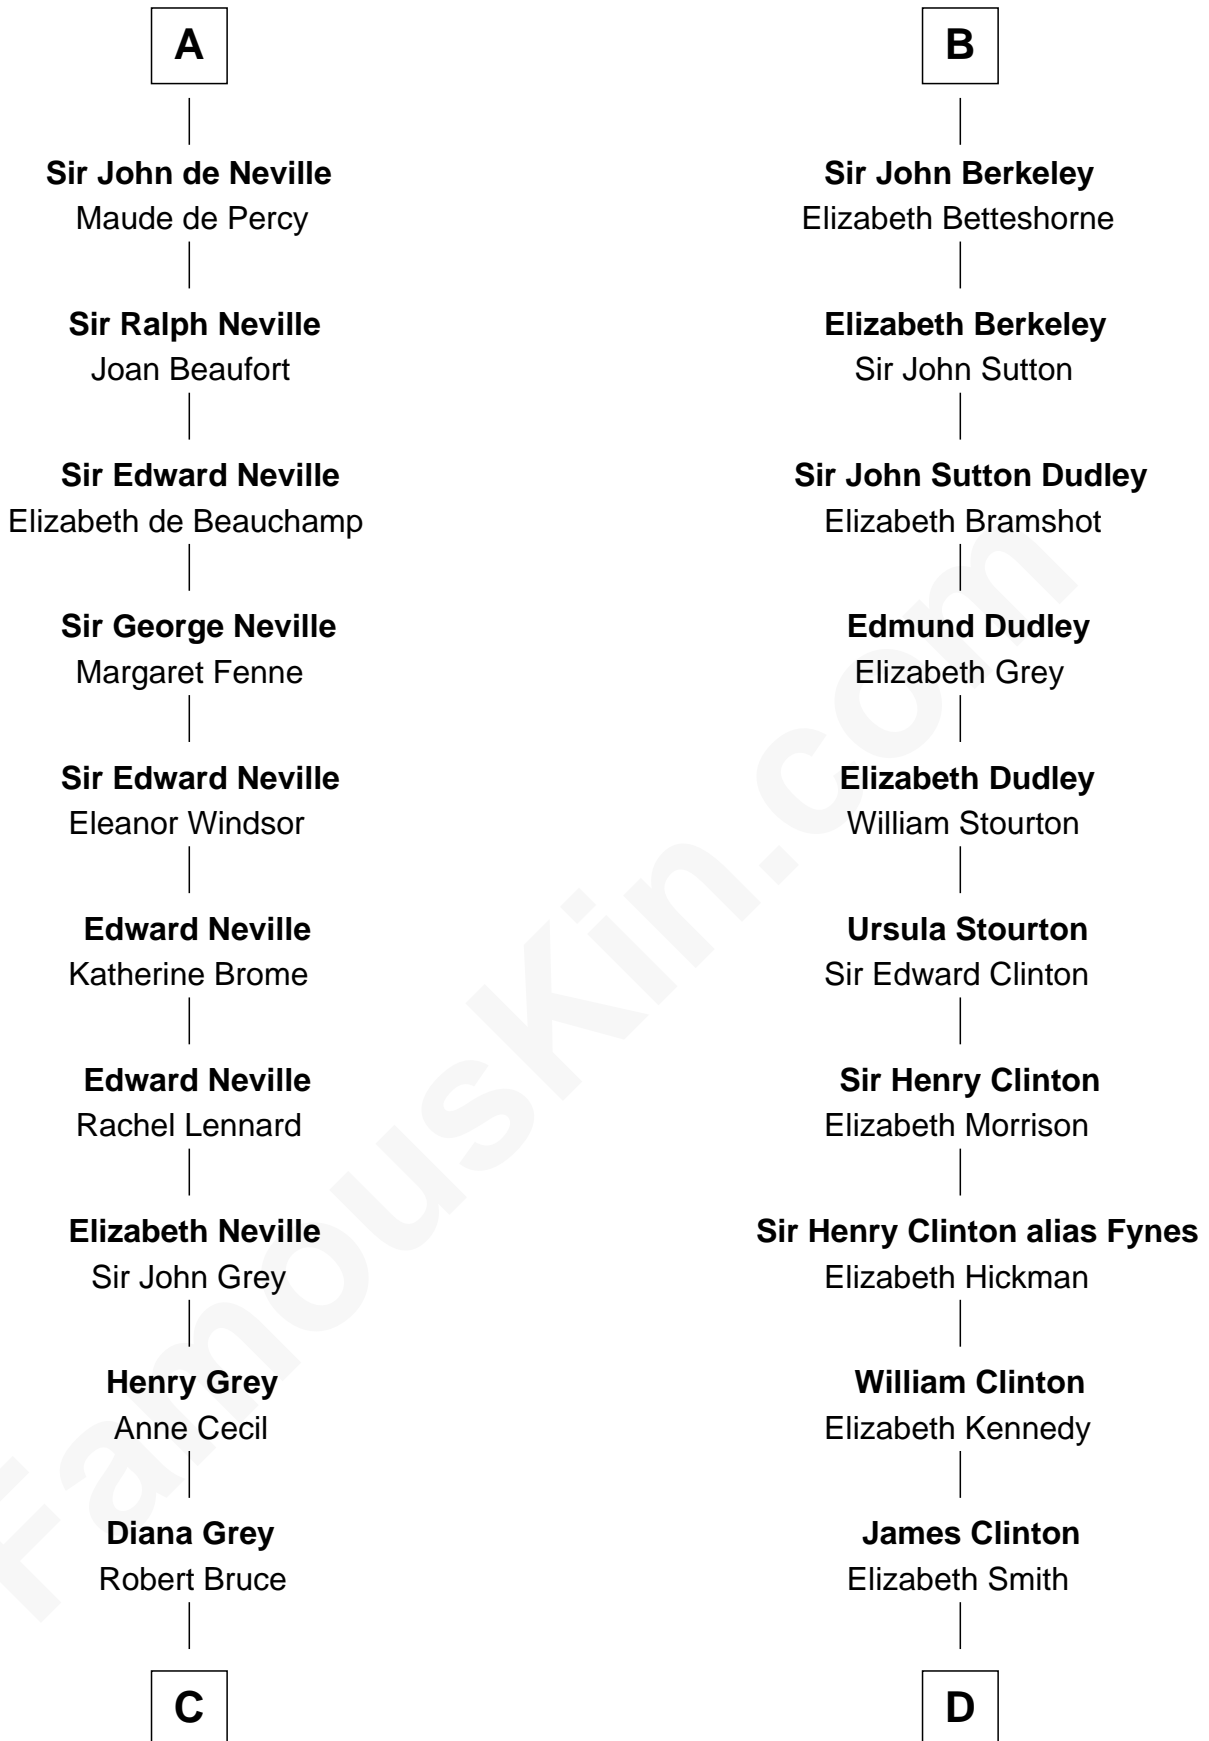 A
Sir John de Neville
Maude de Percy
Sir Ralph Neville
Joan Beaufort
Sir Edward Neville
Elizabeth de Beauchamp
Sir George Neville
Margaret Fenne
Sir Edward Neville
Eleanor Windsor
Edward Neville
Katherine Brome
Edward Neville
Rachel Lennard
Elizabeth Neville
Sir John Grey
Henry Grey
Anne Cecil
Diana Grey
Robert Bruce
C
B
Sir John Berkeley
Elizabeth Betteshorne
Elizabeth Berkeley
Sir John Sutton
Sir John Sutton Dudley
Elizabeth Bramshot
Edmund Dudley
Elizabeth Grey
Elizabeth Dudley
William Stourton
Ursula Stourton
Sir Edward Clinton
Sir Henry Clinton
Elizabeth Morrison
Sir Henry Clinton alias Fynes
Elizabeth Hickman
William Clinton
Elizabeth Kennedy
James Clinton
Elizabeth Smith
D
FamousKin.com